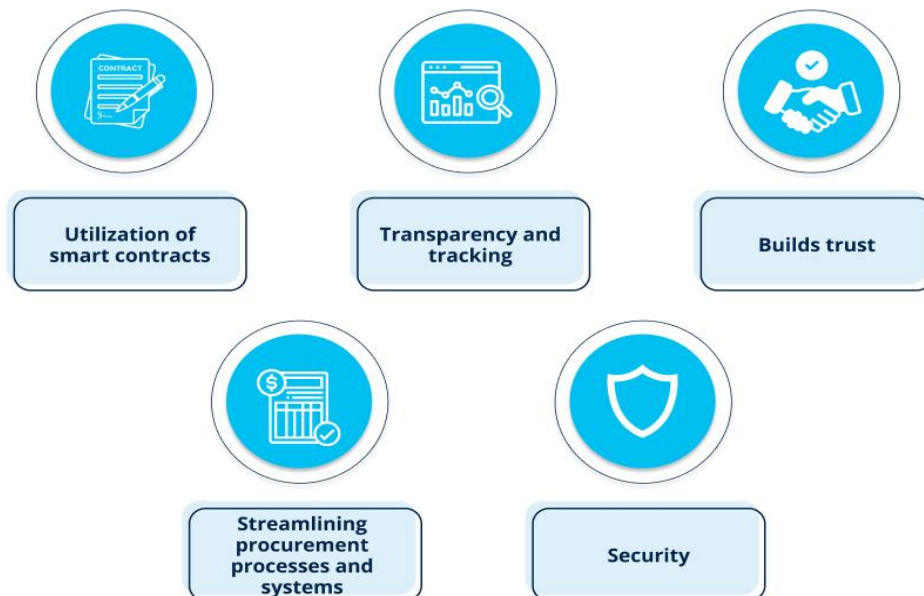 CONTRACT
Utilization of
smart contracts
Transparency and
tracking
Builds trust
$
Streamlining
procurement
processes and
systems
Security